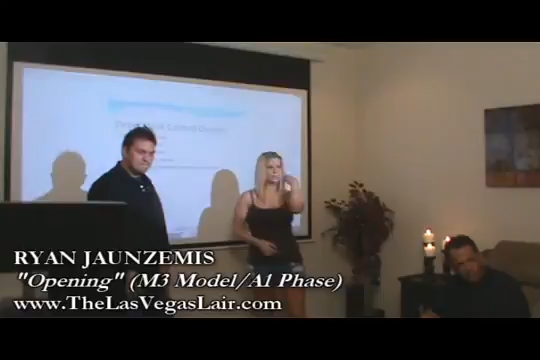 RYAN JAUNZEMIS
"Opening" (M3 Model/A1 Phase)
www.TheLasVegasLair.com